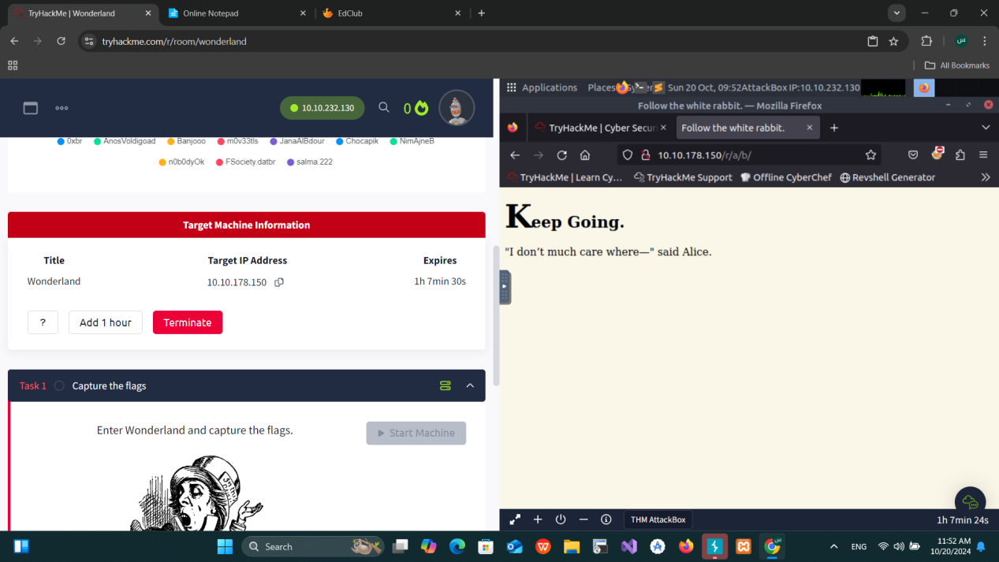 TryHackMe | Wonderland
Online Notepad
EdClub
tryhackme.com/r/room/wonderland
س
All Bookmarks
10.10.232.130
0
0xbr AnosVoldigoad Banjooo m0v33tls JanaAlBdour Chocapik NimAjneB
n0b0dyOk FSociety.datbr salma.222
Target Machine Information
Title Target IP Address Expires
Wonderland 10.10.178.150 1h 7min 30s
? Add 1 hour Terminate
Task 1 Capture the flags
Enter Wonderland and capture the flags.
Start Machine
Applications Places Sun 20 Oct, 09:52 AttackBox IP:10.10.232.130
Follow the white rabbit. — Mozilla Firefox
TryHackMe | Cyber Secur
Follow the white rabbit.
10.10.178.150/r/a/b/
TryHackMe | Learn Cy... TryHackMe Support Offline CyberChef Revshell Generator
Keep Going.
"I don’t much care where—" said Alice.
THM AttackBox
1h 7min 24s
Search
ENG
11:52 AM
10/20/2024